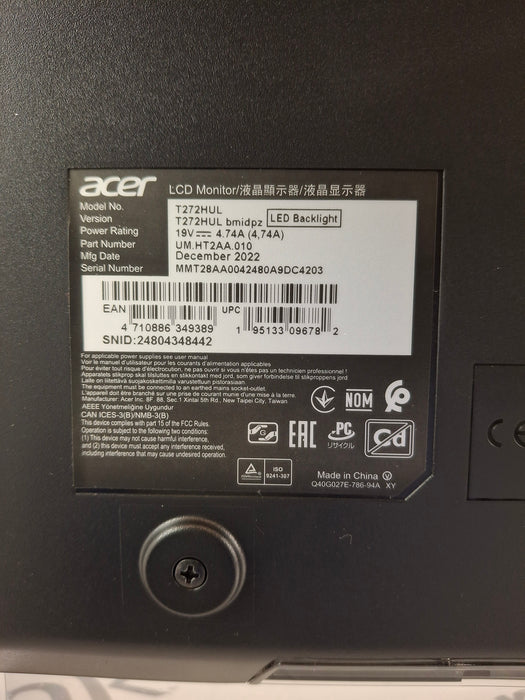 acer LCD Monitor/液晶顯示器/液晶显示器
Model No. T272HUL
Version T272HUL bmidpz LED Backlight
Power Rating 19V 4,74A (4,74A)
Part Number UM.HT2AA.010
Mfg Date December 2022
Serial Number MMT28AA0042480A9DC4203
EAN UPC
4 710886 349389 1 95133 09678 2
SNID:24804348442
For applicable power supplies see user manual
Voir le manuel d'utilisateur pour les courants d'alimentation applicables
Pour éviter tout risque d'électrocution, ne pas ouvrir si vous n'êtes pas un technicien professionnel !
Apparatets stikprop skal tilsluttes en stikkontakt med jord, som giver forbindelse til stikproppens jord
Laite on liitettävä suojakoskettimilla varustettuun pistorasiaan.
The equipment must be connected to an earthed mains socket-outlet.
L'appareil doit être branché sur une prise de courant munie d'une mise à la terre.
Manufacturer: Acer Inc. 8F. 88, Sec.1 Xintai 5th Rd., New Taipei City, Taiwan
AEEE Yönetmeliğine Uygundur
CAN ICES-3(B)/NMB-3(B)
This device complies with part 15 of the FCC Rules.
Operation is subject to the following two conditions:
(1) This device may not cause harmful interference,
and (2) this device must accept any interference received,
including interference that may cause undesired operation.
NOM
EAC PC Cd
リサイクル
ISO
9241-307
Made in China V
Q40G027E-786-94A XY
CE